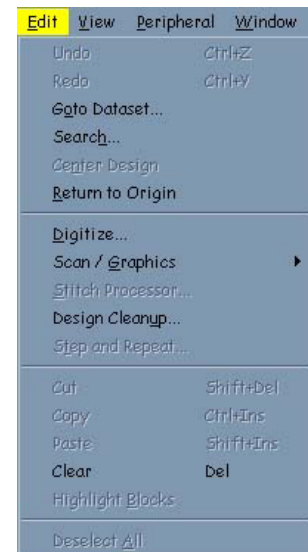 Edit View Peripheral Window
Undo Ctrl+Z
Redo Ctrl+Y
Goto Dataset...
Search...
Center Design
Return to Origin
Digitize...
Scan / Graphics
Stitch Processor...
Design Cleanup...
Step and Repeat...
Cut Shift+Del
Copy Ctrl+Ins
Paste Shift+Ins
Clear Del
Highlight Blocks
Deselect All